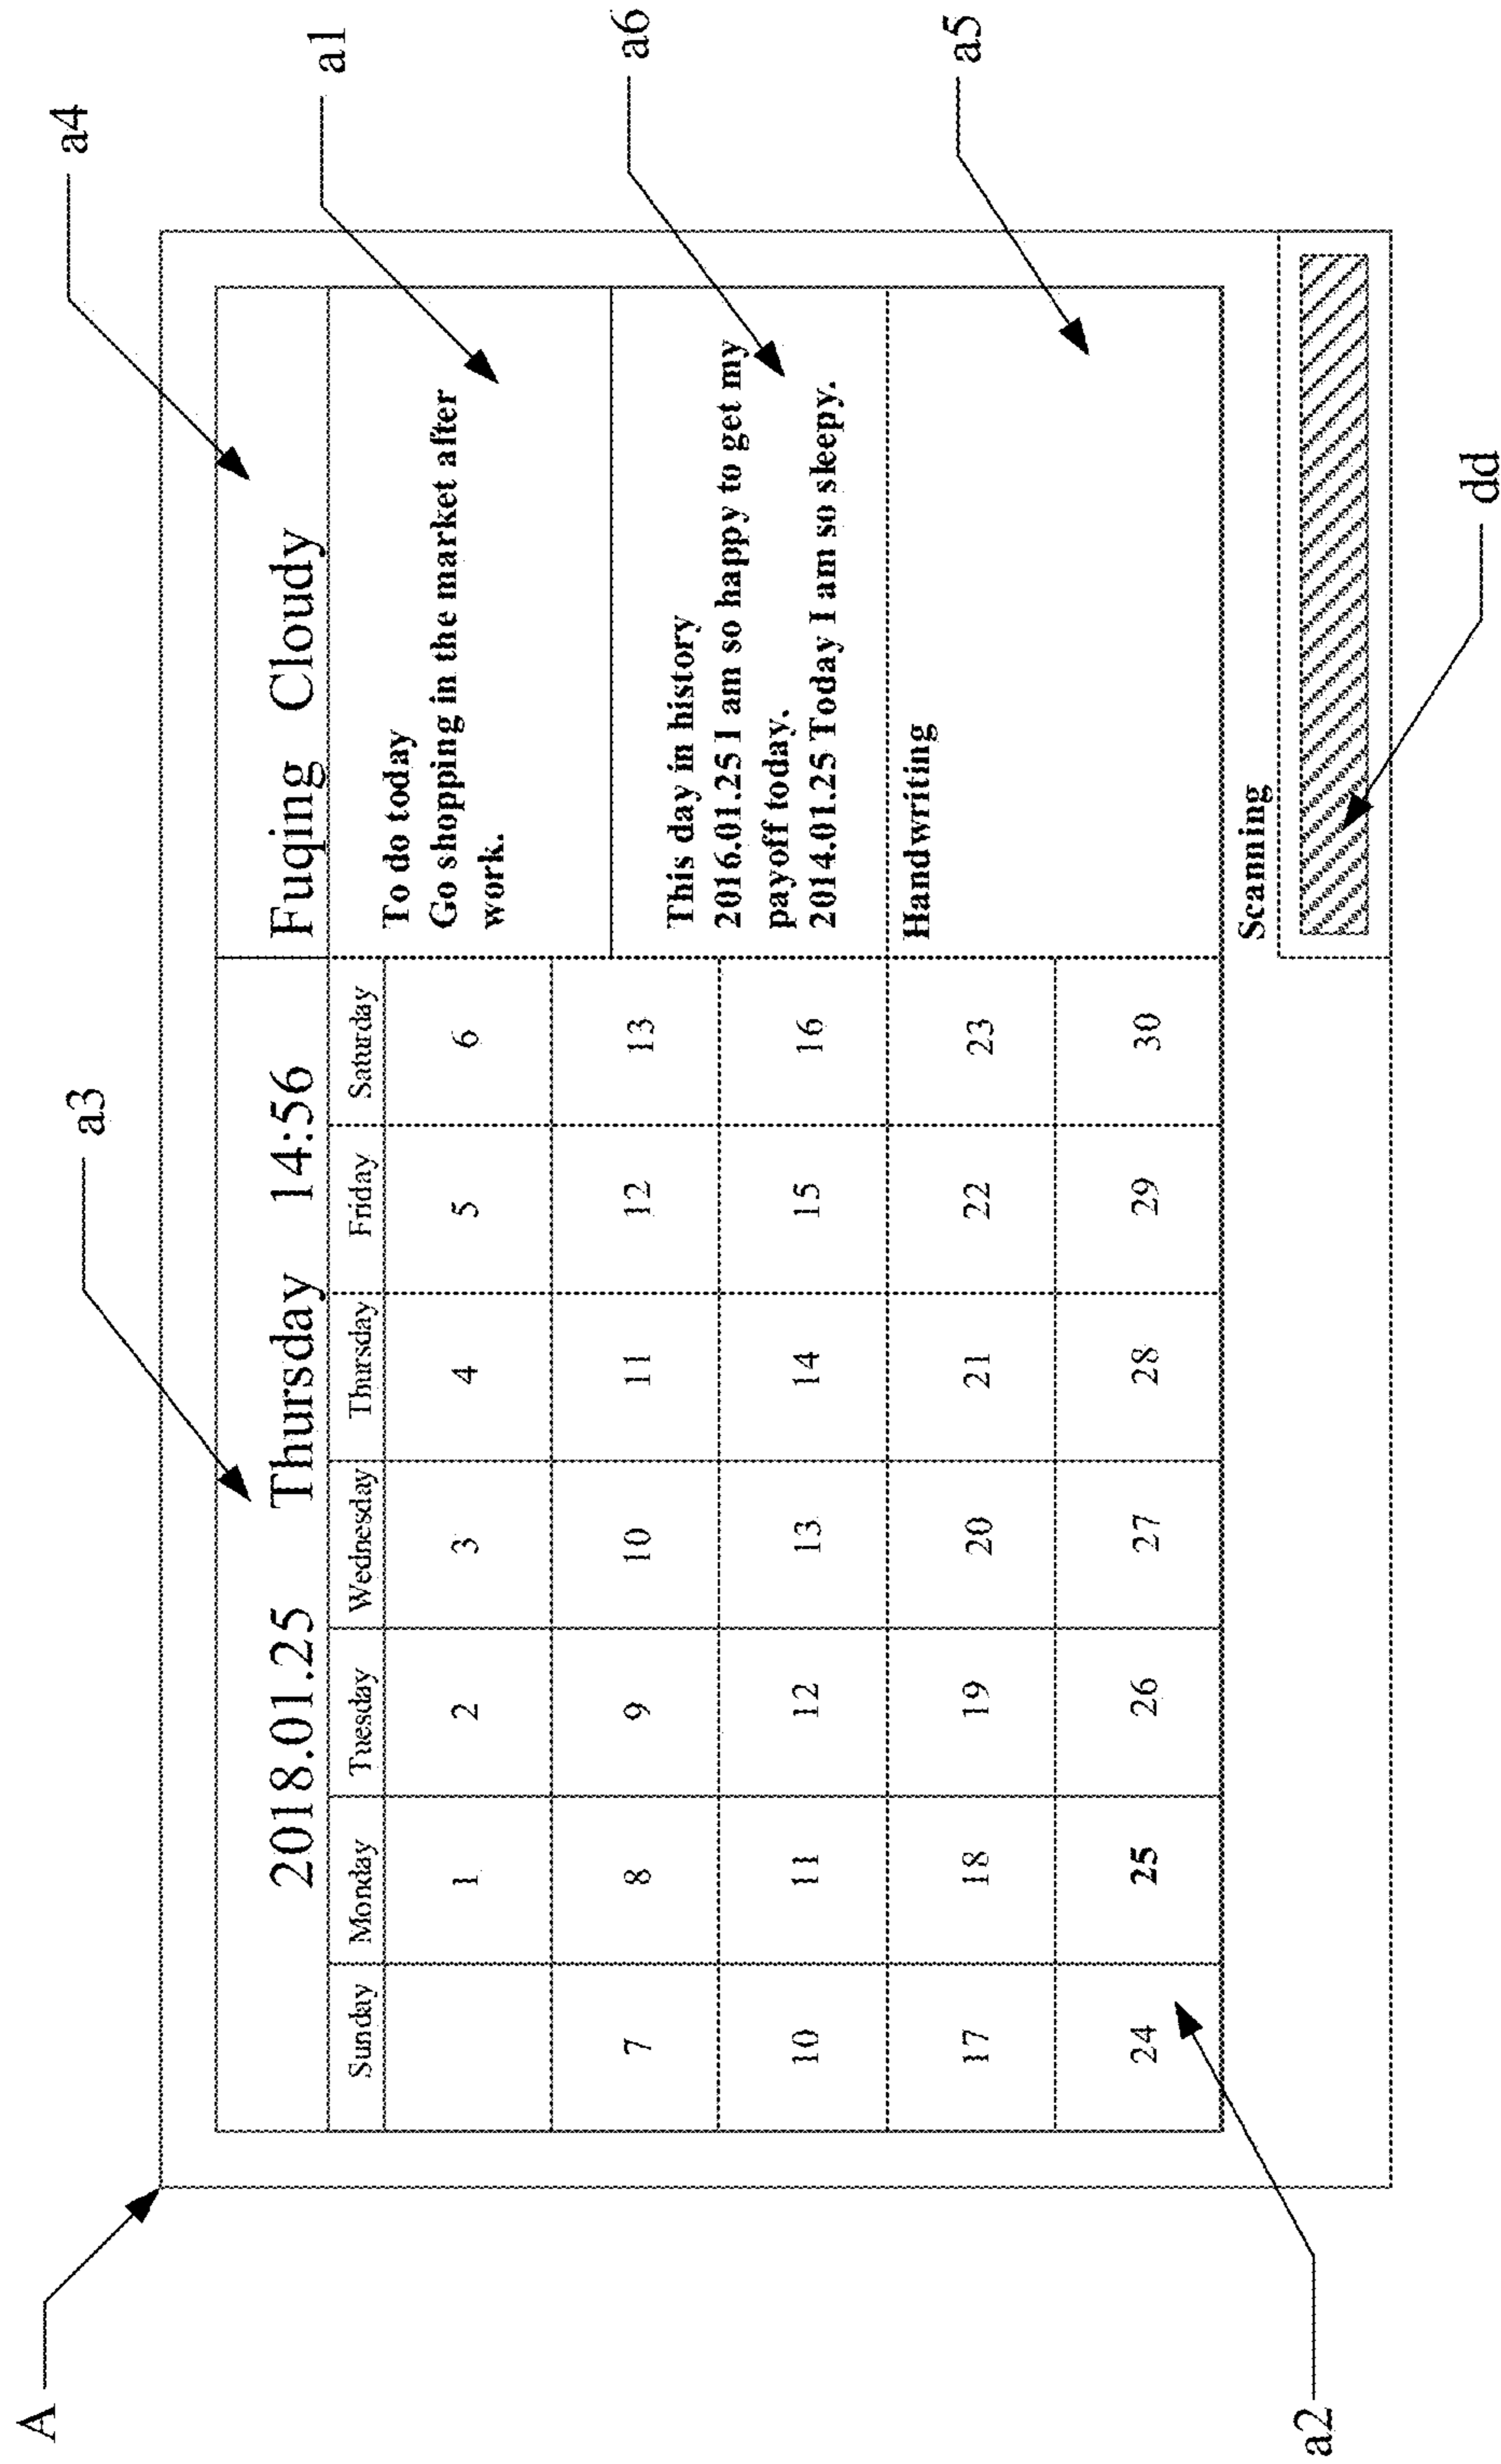 A
a3
a4
a1
a6
a5
a2
dd
2018.01.25 Thursday 14:56
Fuqing Cloudy
Sunday Monday Tuesday Wednesday Thursday Friday Saturday
1 2 3 4 5 6
7 8 9 10 11 12 13
10 11 12 13 14 15 16
17 18 19 20 21 22 23
24 25 26 27 28 29 30
To do today
Go shopping in the market after
work.
This day in history
2016.01.25 I am so happy to get my
payoff today.
2014.01.25 Today I am so sleepy.
Handwriting
Scanning